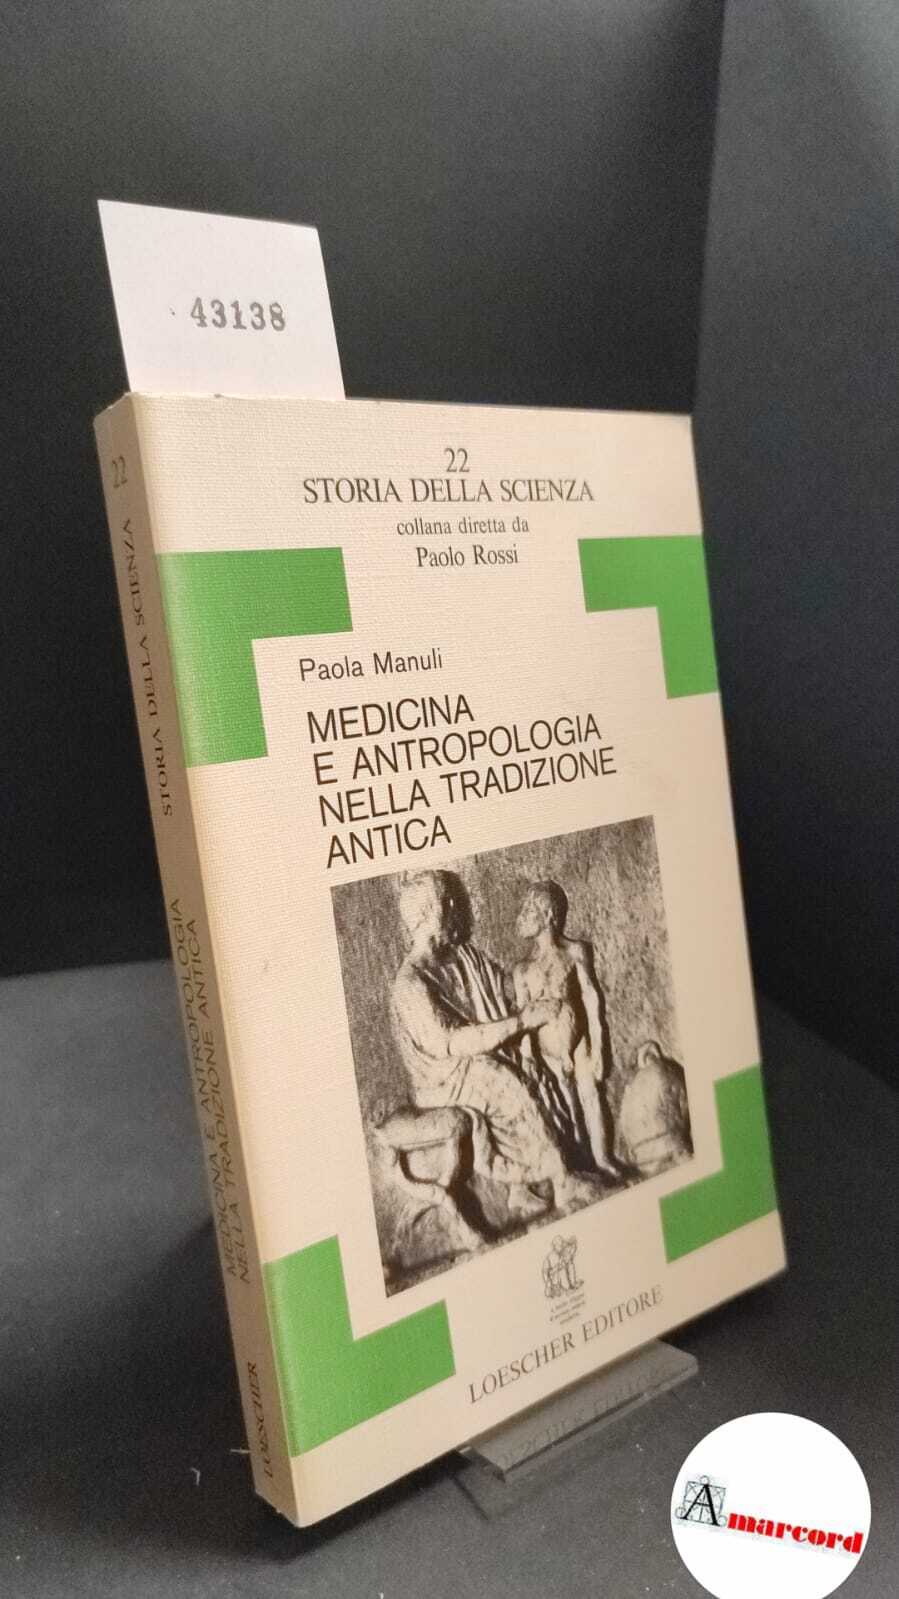 43138
22
STORIA DELLA SCIENZA
collana diretta da
Paolo Rossi
Paola Manuli
MEDICINA
E ANTROPOLOGIA
NELLA TRADIZIONE
ANTICA
LOESCHER EDITORE
22
STORIA DELLA SCIENZA
MEDICINA E ANTROPOLOGIA
NELLA TRADIZIONE ANTICA
LOESCHER
Amarcord